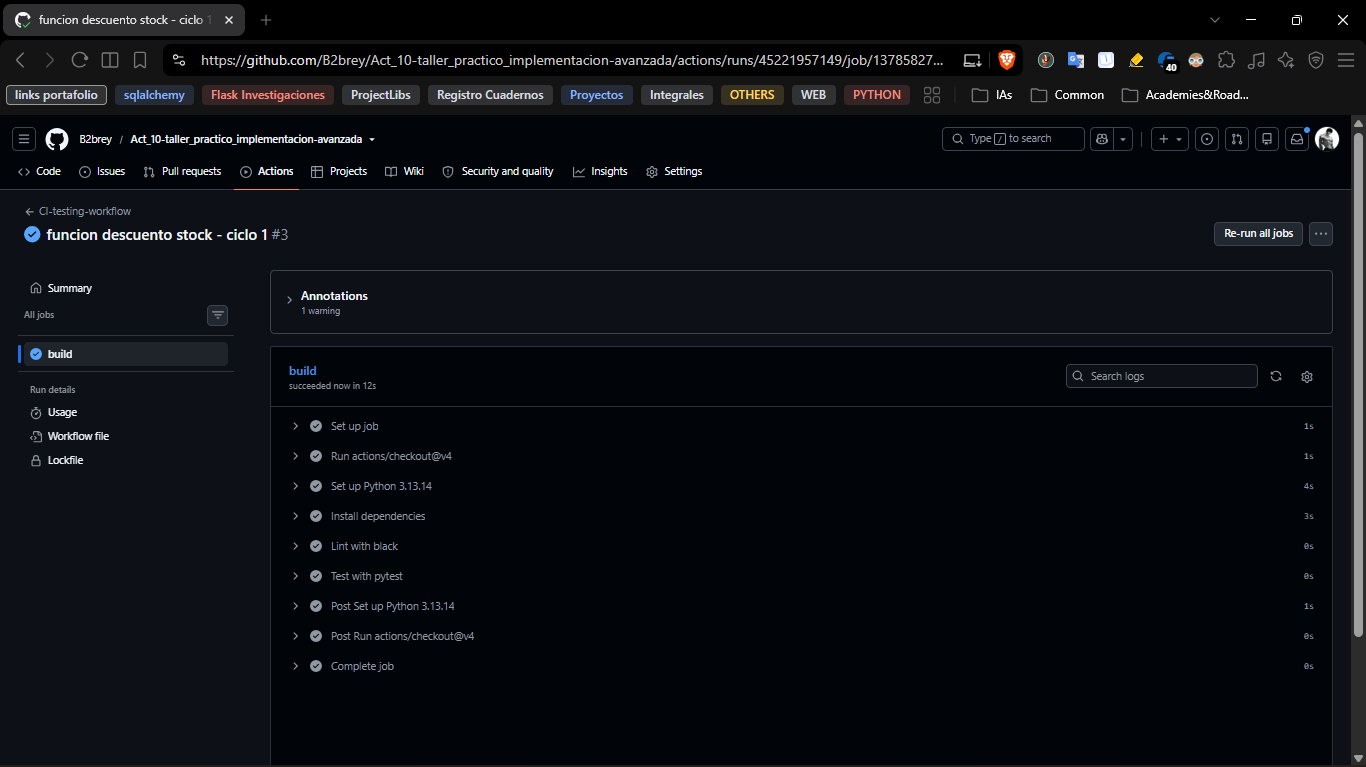 funcion descuento stock - ciclo 1
https://github.com/B2brey/Act_10-taller_practico_implementacion-avanzada/actions/runs/45221957149/job/13785827...
40
links portafolio sqlalchemy Flask Investigaciones ProjectLibs Registro Cuadernos Proyectos Integrales OTHERS WEB PYTHON IAs Common Academies&Road...
B2brey / Act_10-taller_practico_implementacion-avanzada
Type / to search
Code Issues Pull requests Actions Projects Wiki Security and quality Insights Settings
← CI-testing-workflow
funcion descuento stock - ciclo 1 #3
Re-run all jobs
Summary
All jobs
build
Run details
Usage
Workflow file
Lockfile
Annotations
1 warning
build
succeeded now in 12s
Search logs
Set up job 1s
Run actions/checkout@v4 1s
Set up Python 3.13.14 4s
Install dependencies 3s
Lint with black 0s
Test with pytest 0s
Post Set up Python 3.13.14 1s
Post Run actions/checkout@v4 0s
Complete job 0s